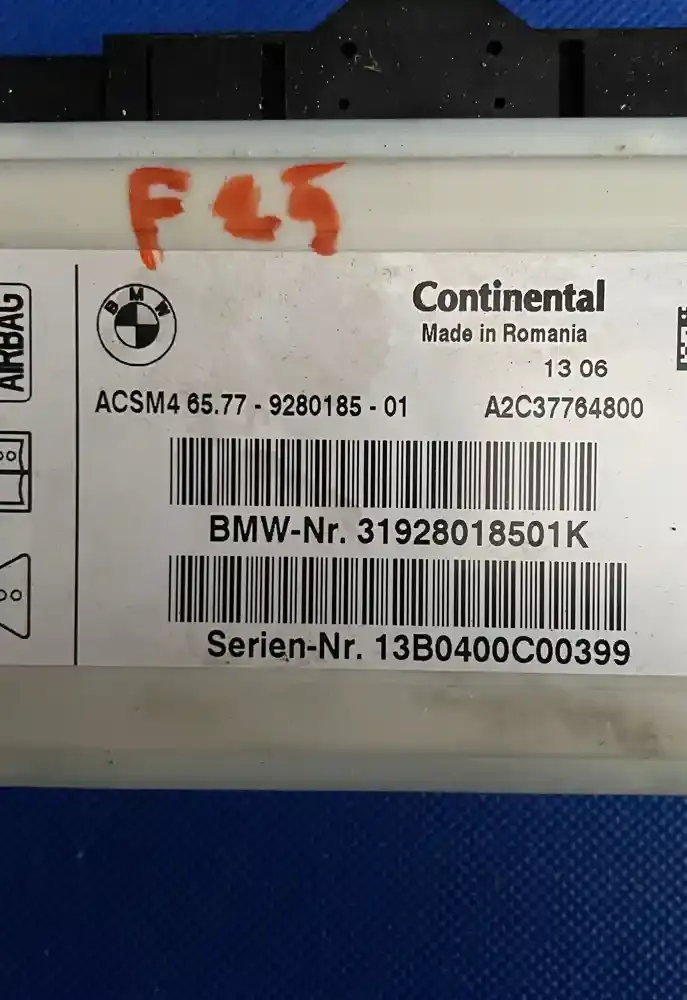 F25
AIRBAG
BMW
Continental
Made in Romania
13 06
ACSM4 65.77 - 9280185 - 01 A2C37764800
BMW-Nr. 31928018501K
Serien-Nr. 13B0400C00399